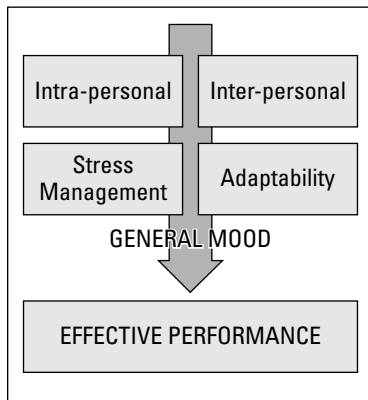 Intra-personal
Inter-personal
Stress
Management
Adaptability
GENERAL MOOD
EFFECTIVE PERFORMANCE